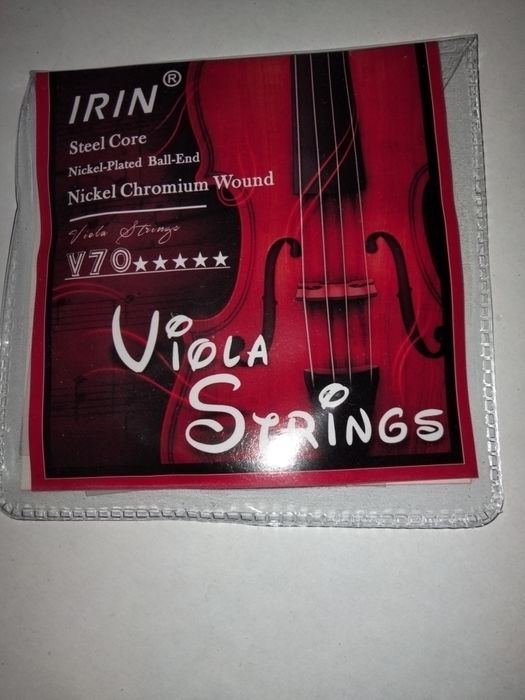 IRIN®
Steel Core
Nickel-Plated Ball-End
Nickel Chromium Wound
Viola Strings
V70★★★★★
VIOLA
STRINGS